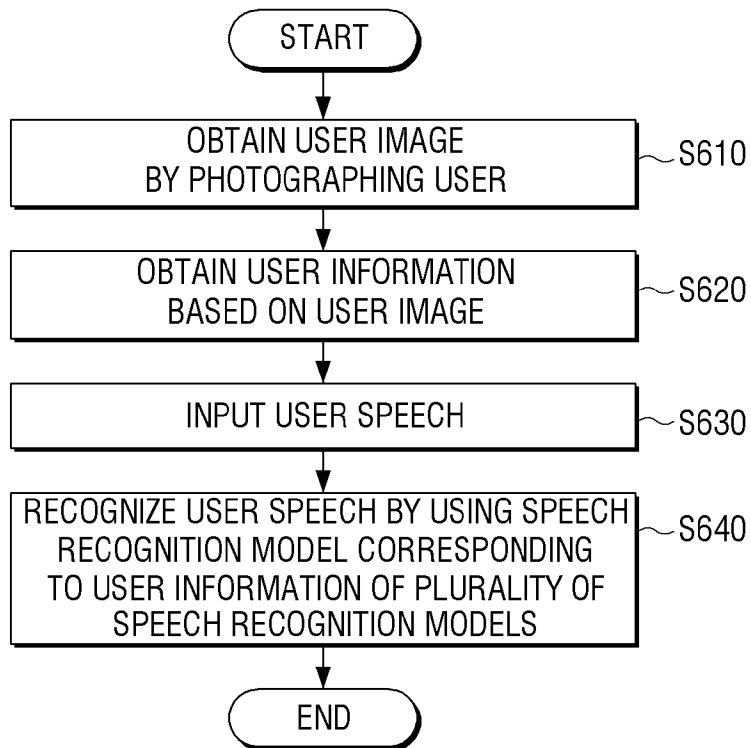 START
OBTAIN USER IMAGE
BY PHOTOGRAPHING USER
S610
OBTAIN USER INFORMATION
BASED ON USER IMAGE
S620
INPUT USER SPEECH
S630
RECOGNIZE USER SPEECH BY USING SPEECH
RECOGNITION MODEL CORRESPONDING
TO USER INFORMATION OF PLURALITY OF
SPEECH RECOGNITION MODELS
S640
END